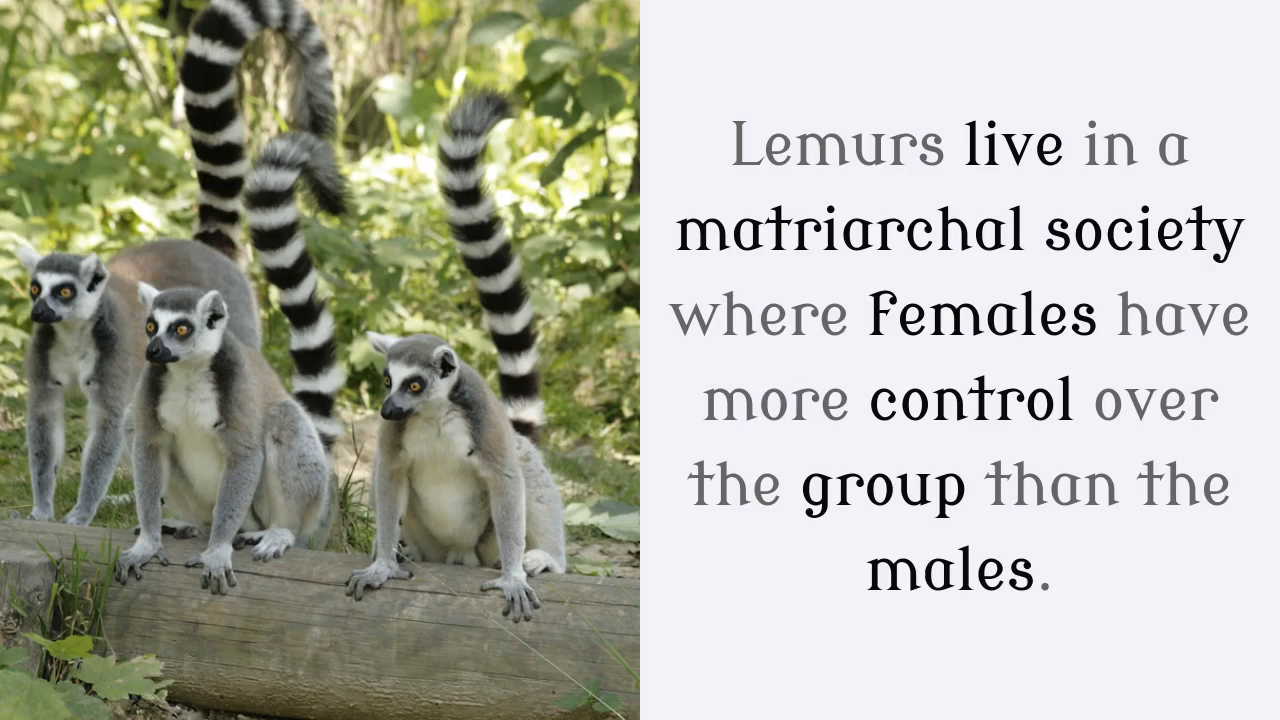 Lemurs live in a
matriarchal society
where females have
more control over
the group than the
males.